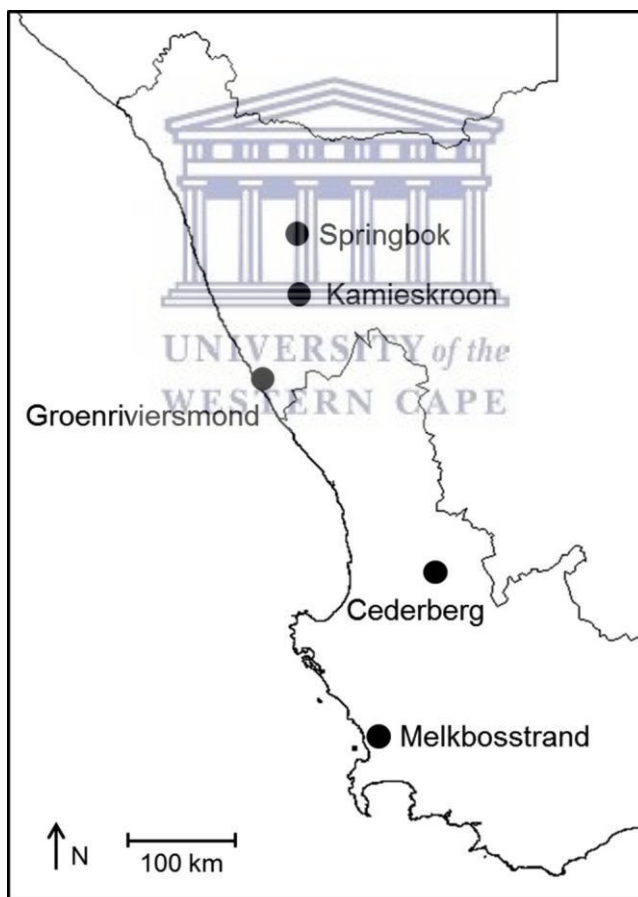 Springbok
Kamieskroon
UNIVERSITY of the
WESTERN CAPE
Groenriviersmond
Cederberg
Melkbosstrand
N
100 km